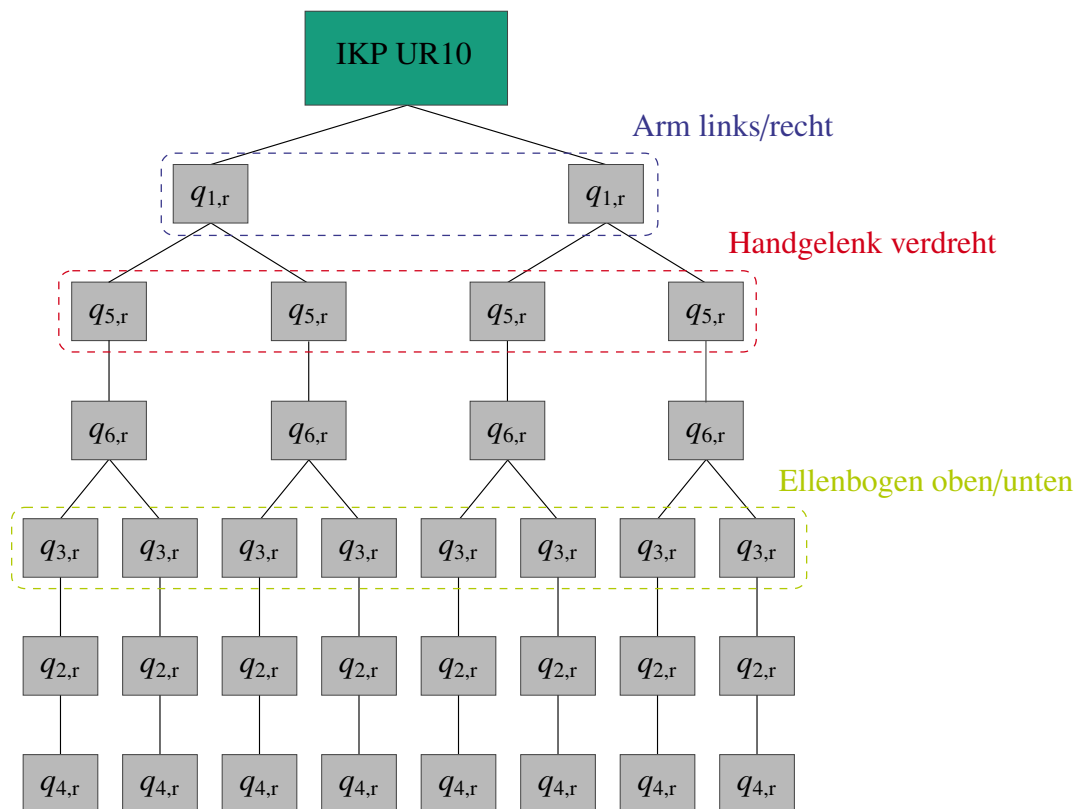 IKP UR10
Arm links/recht
q1,r q1,r
Handgelenk verdreht
q5,r q5,r q5,r q5,r
q6,r q6,r q6,r q6,r
Ellenbogen oben/unten
q3,r q3,r q3,r q3,r q3,r q3,r q3,r q3,r
q2,r q2,r q2,r q2,r q2,r q2,r q2,r q2,r
q4,r q4,r q4,r q4,r q4,r q4,r q4,r q4,r